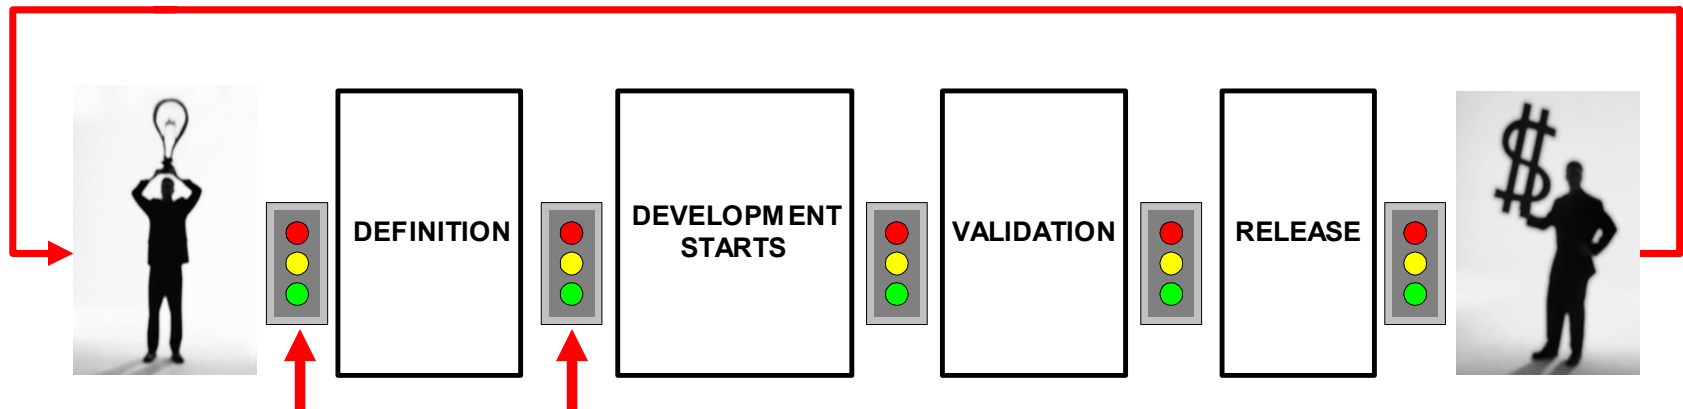 DEFINITION
DEVELOPMENT
STARTS
VALIDATION
RELEASE